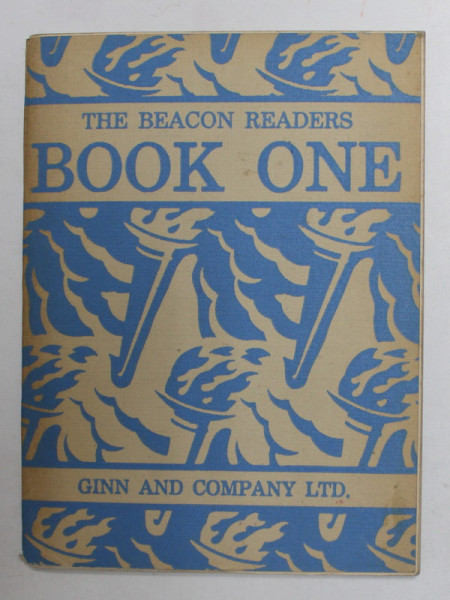 THE BEACON READERS
BOOK ONE
GINN AND COMPANY LTD.